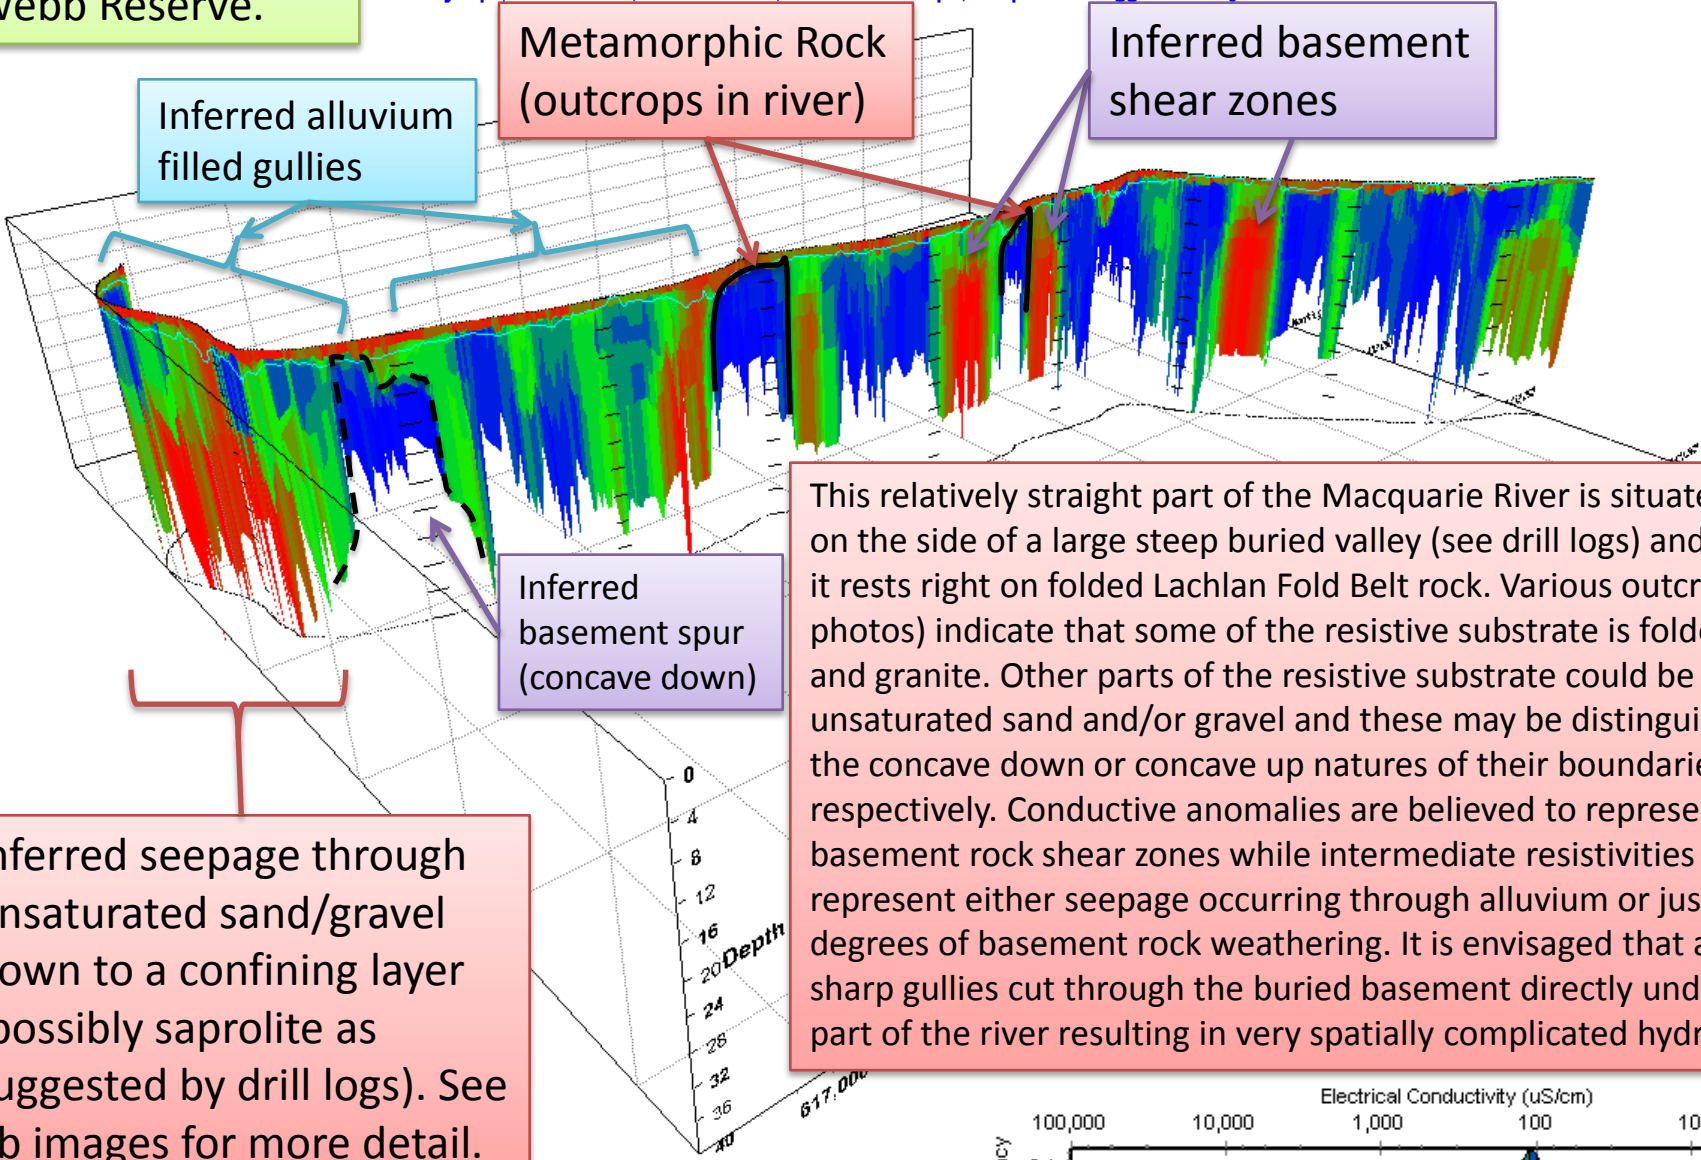 Webb Reserve.
Metamorphic Rock
(outcrops in river)
Inferred basement
shear zones
Inferred alluvium
filled gullies
Inferred
basement spur
(concave down)
This relatively straight part of the Macquarie River is situate
on the side of a large steep buried valley (see drill logs) and
it rests right on folded Lachlan Fold Belt rock. Various outcr
photos) indicate that some of the resistive substrate is fold
and granite. Other parts of the resistive substrate could be
unsaturated sand and/or gravel and these may be distingui
the concave down or concave up natures of their boundarie
respectively. Conductive anomalies are believed to represe
basement rock shear zones while intermediate resistivities
represent either seepage occurring through alluvium or jus
degrees of basement rock weathering. It is envisaged that a
sharp gullies cut through the buried basement directly und
part of the river resulting in very spatially complicated hydr
nferred seepage through
nsaturated sand/gravel
own to a confining layer
possibly saprolite as
uggested by drill logs). See
b images for more detail.
0
4
8
12
16
20
24
28
32
36
40
Depth
617,000
Electrical Conductivity (uS/cm)
100,000 10,000 1,000 100 10